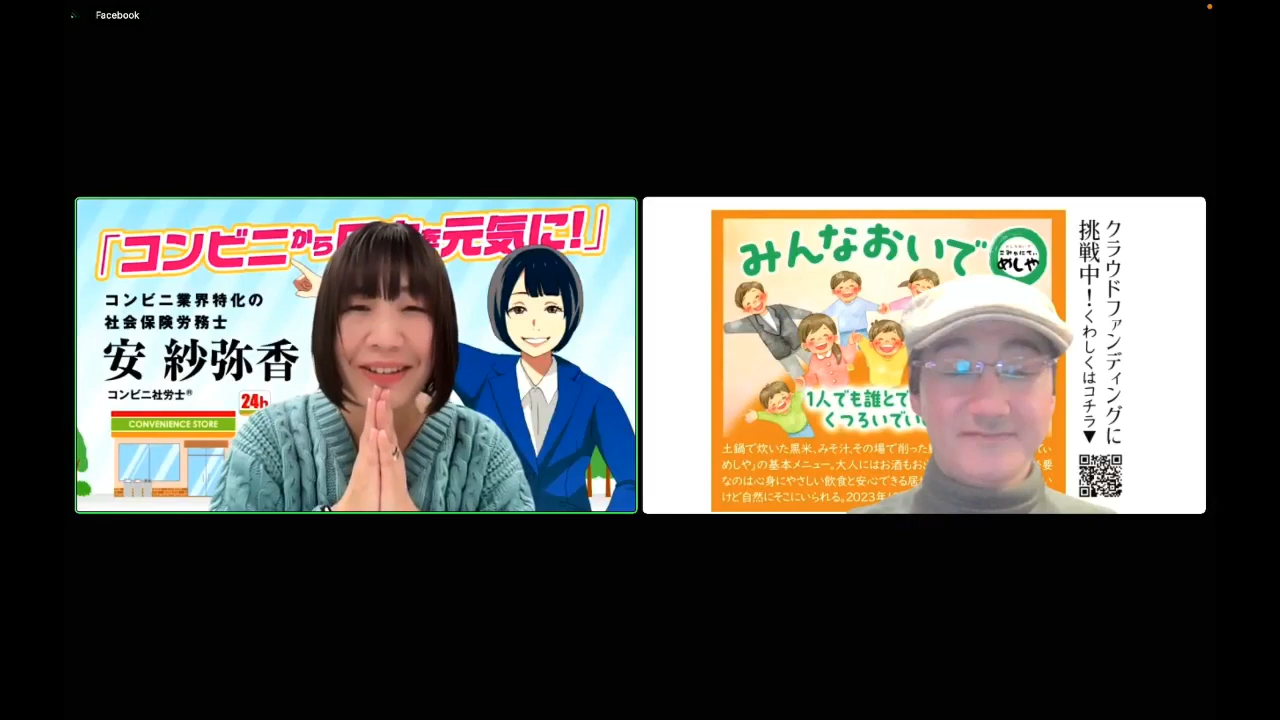 Facebook
「コンビニから
元気に!」
コンビニ業界特化の
社会保険労務士
安 紗弥香
コンビニ社労士®
24h
CONVENIENCE STORE
みんなおいで
めしや
1人でも誰とで
くつろいでい
土鍋で炊いた黒米、みそ汁、その場で削った
めしや」の基本メニュー。大人にはお酒もお
なのは心身にやさしい飲食と安心できる居
けど自然にそこにいられる。2023年
クラウドファンディングに
挑戦中!くわしくはコチラ▼